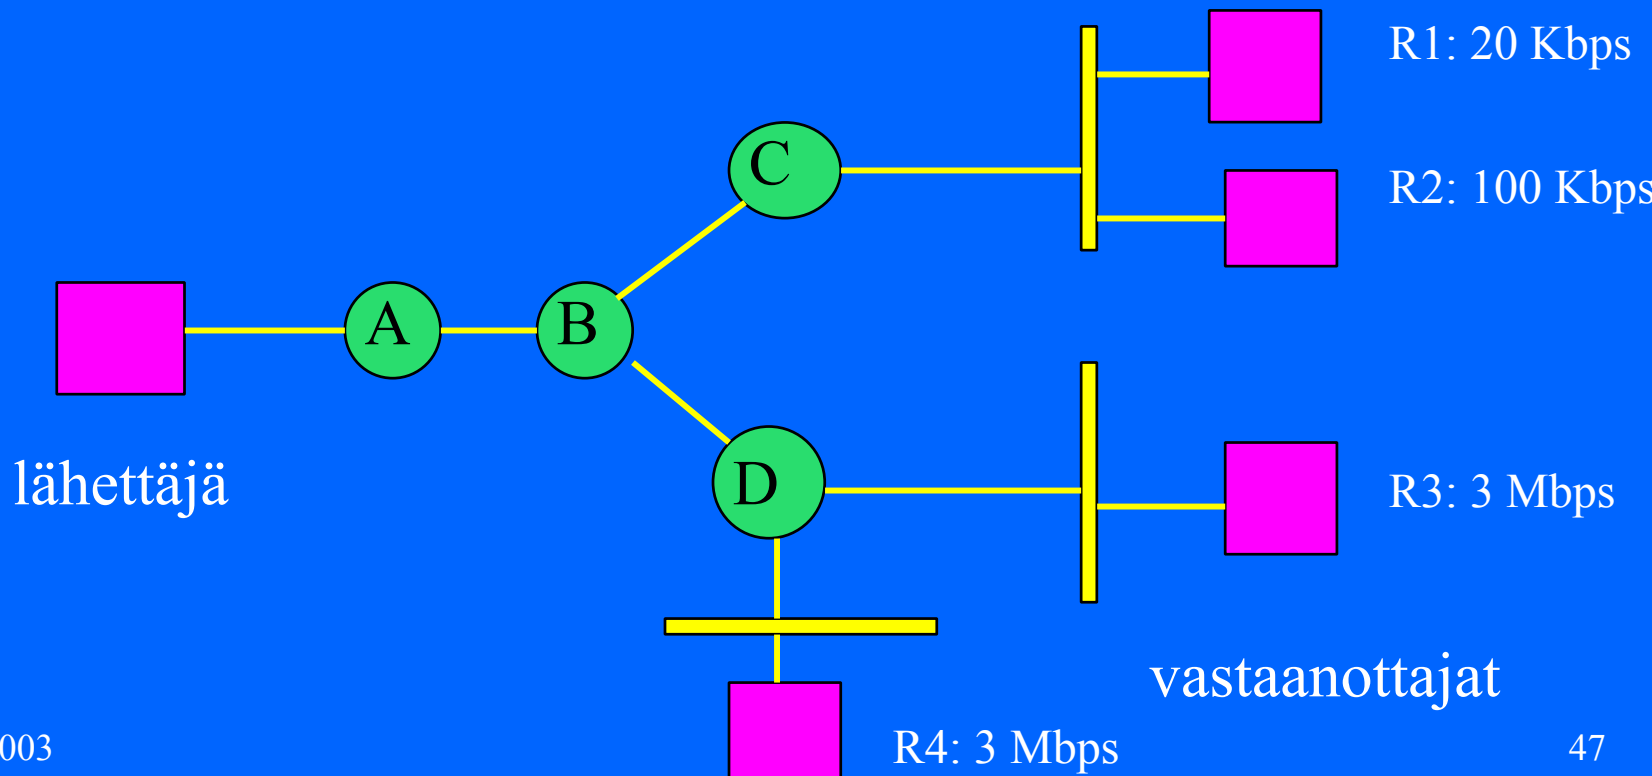 R1: 20 Kbps
C
R2: 100 Kbps
A
B
lähettäjä
D
R3: 3 Mbps
vastaanottajat
003
R4: 3 Mbps
47